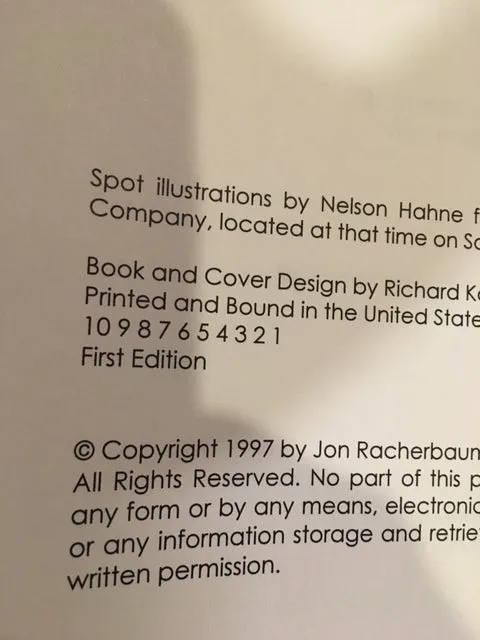 Spot illustrations by Nelson Hahne
Company, located at that time on
Book and Cover Design by Richard
Printed and Bound in the United
10 9 8 7 6 5 4 3 2 1
First Edition
© Copyright 1997 by Jon
All Rights Reserved. No part of this
any form or by any means,
or any information storage and
written permission.